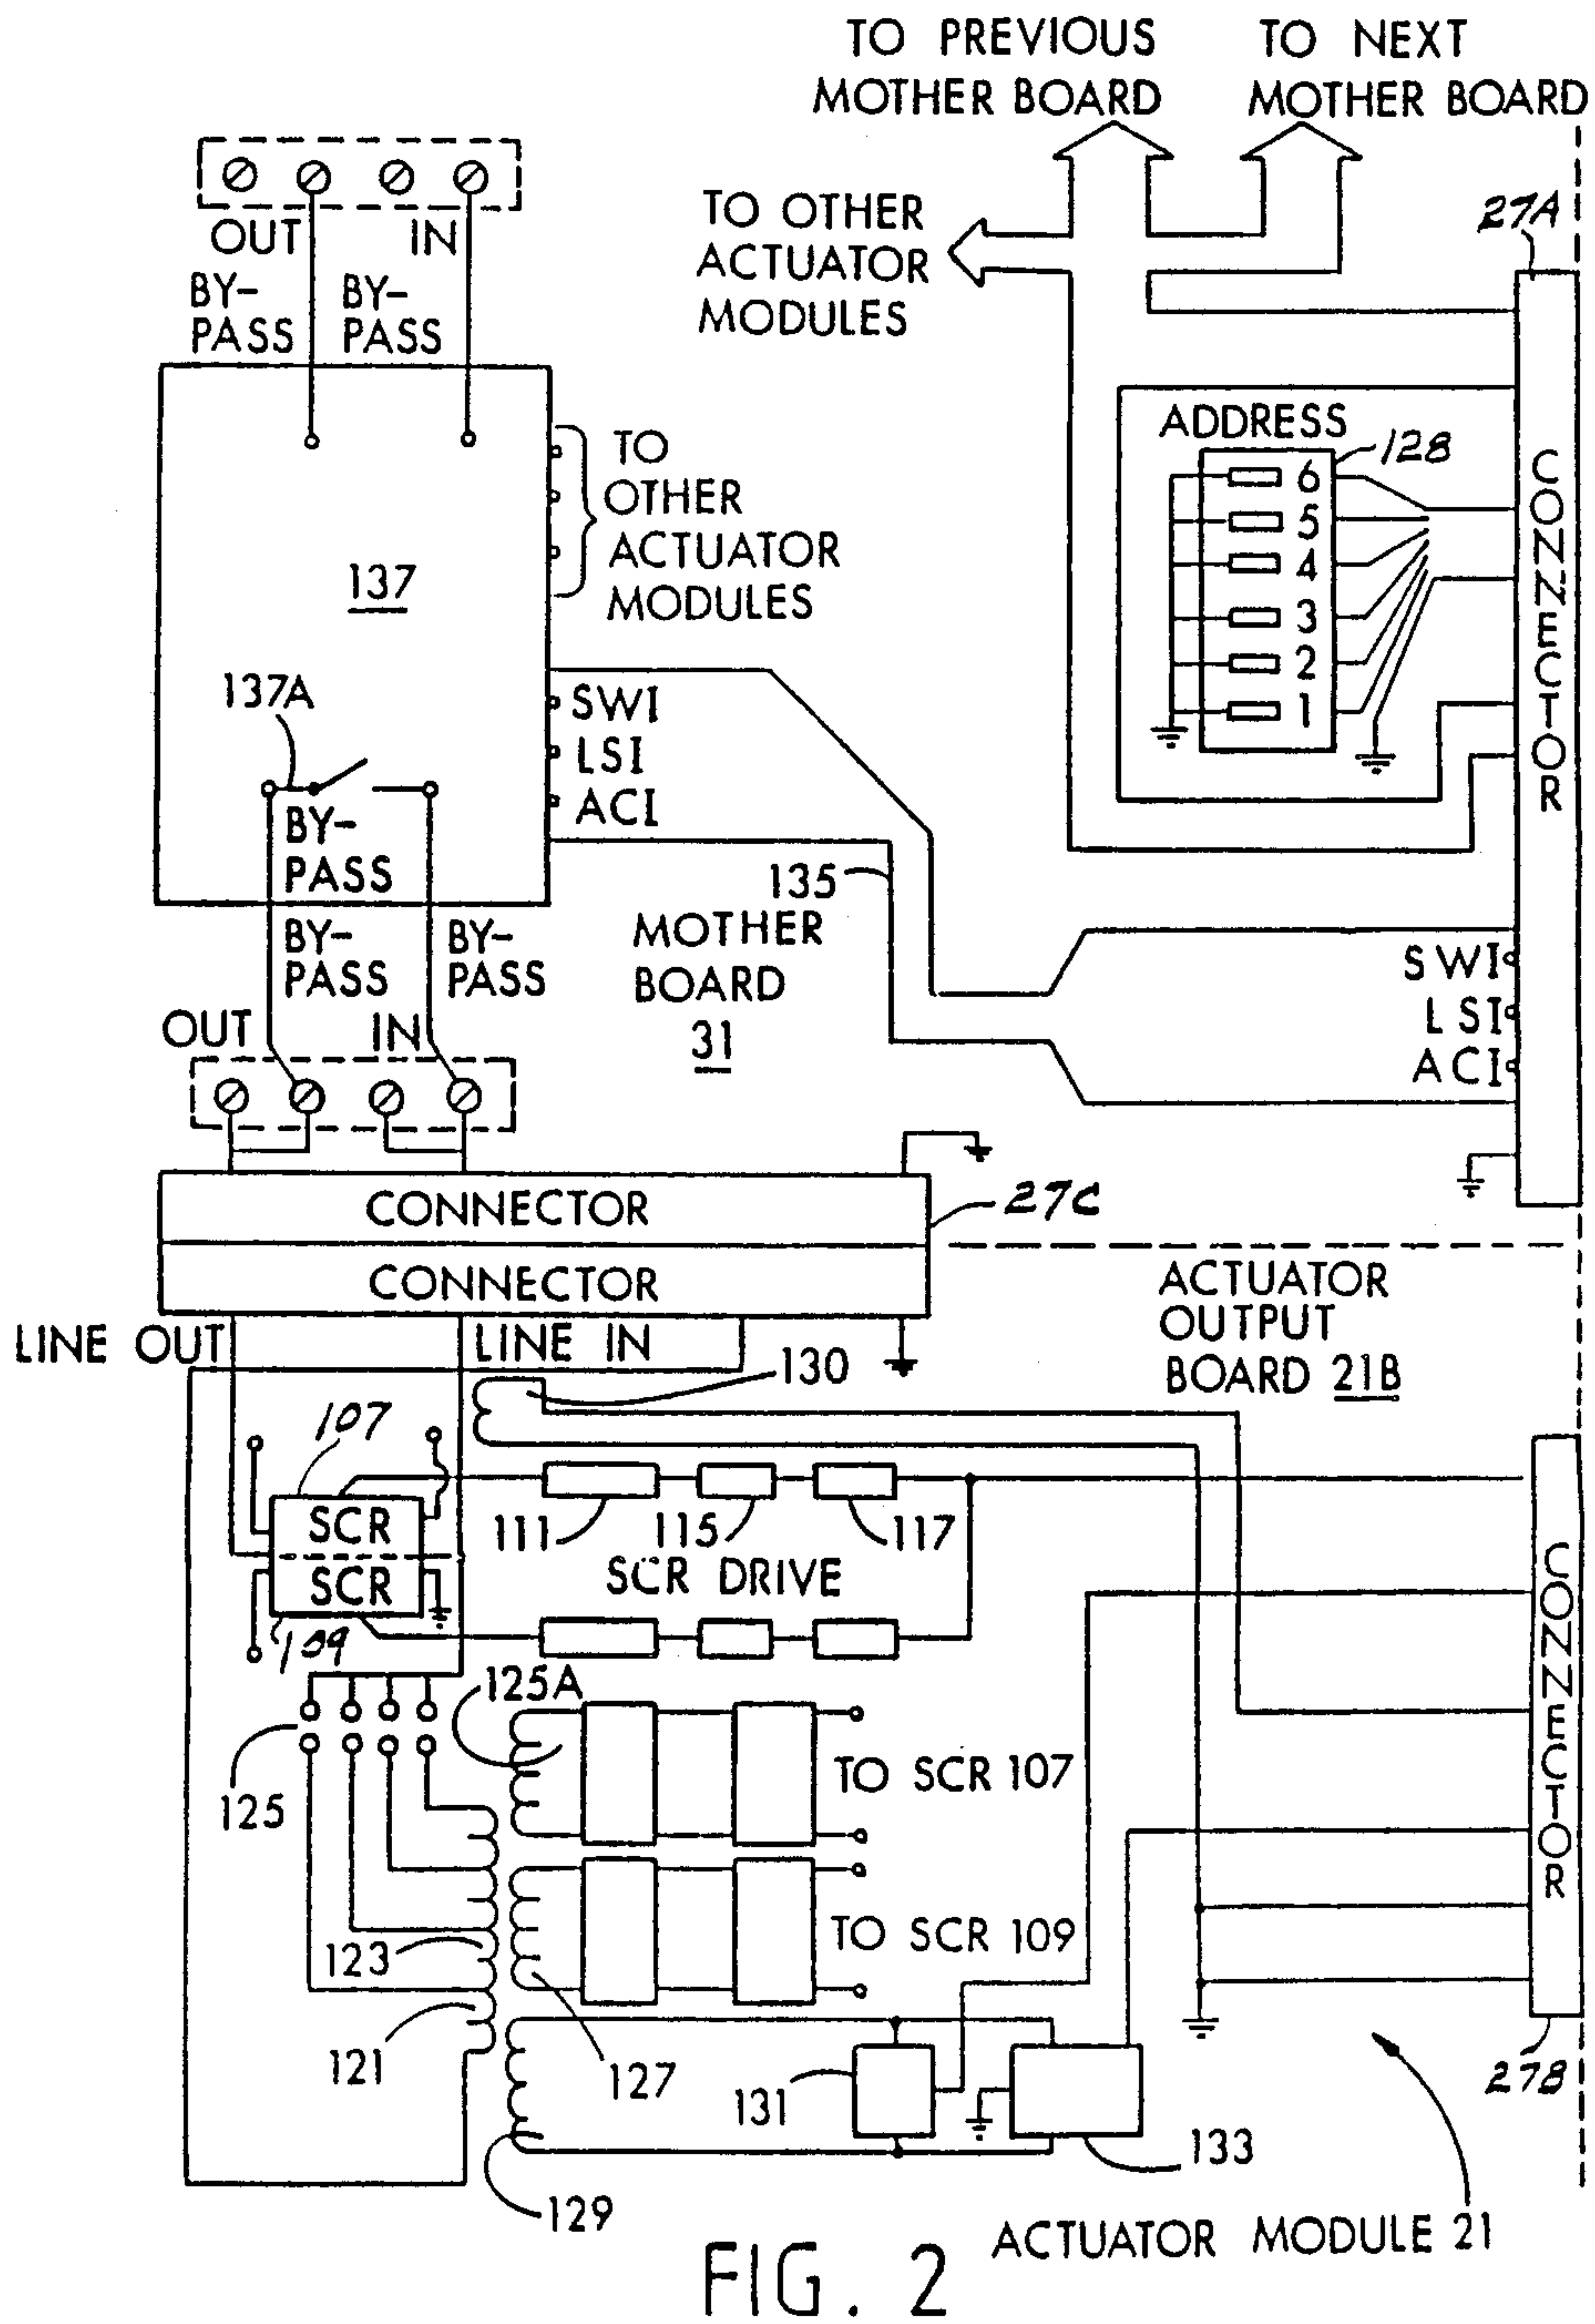 TO PREVIOUS
MOTHER BOARD
TO NEXT
MOTHER BOARD
TO OTHER
ACTUATOR
MODULES
27A
OUT
IN
BY-
PASS
BY-
PASS
TO
OTHER
ACTUATOR
MODULES
137
137A
SWI
LSI
ACI
BY-
PASS
ADDRESS
128
6
5
4
3
2
1
CONNECTOR
135
MOTHER
BOARD
31
BY-
PASS
BY-
PASS
OUT
IN
SWI
LSI
ACI
CONNECTOR
27C
CONNECTOR
ACTUATOR
OUTPUT
BOARD 21B
LINE OUT
LINE IN
130
107
SCR
SCR
109
111
115
117
SCR DRIVE
CONNECTOR
125A
TO SCR 107
125
TO SCR 109
123
121
127
131
133
129
27B
ACTUATOR MODULE 21
FIG. 2